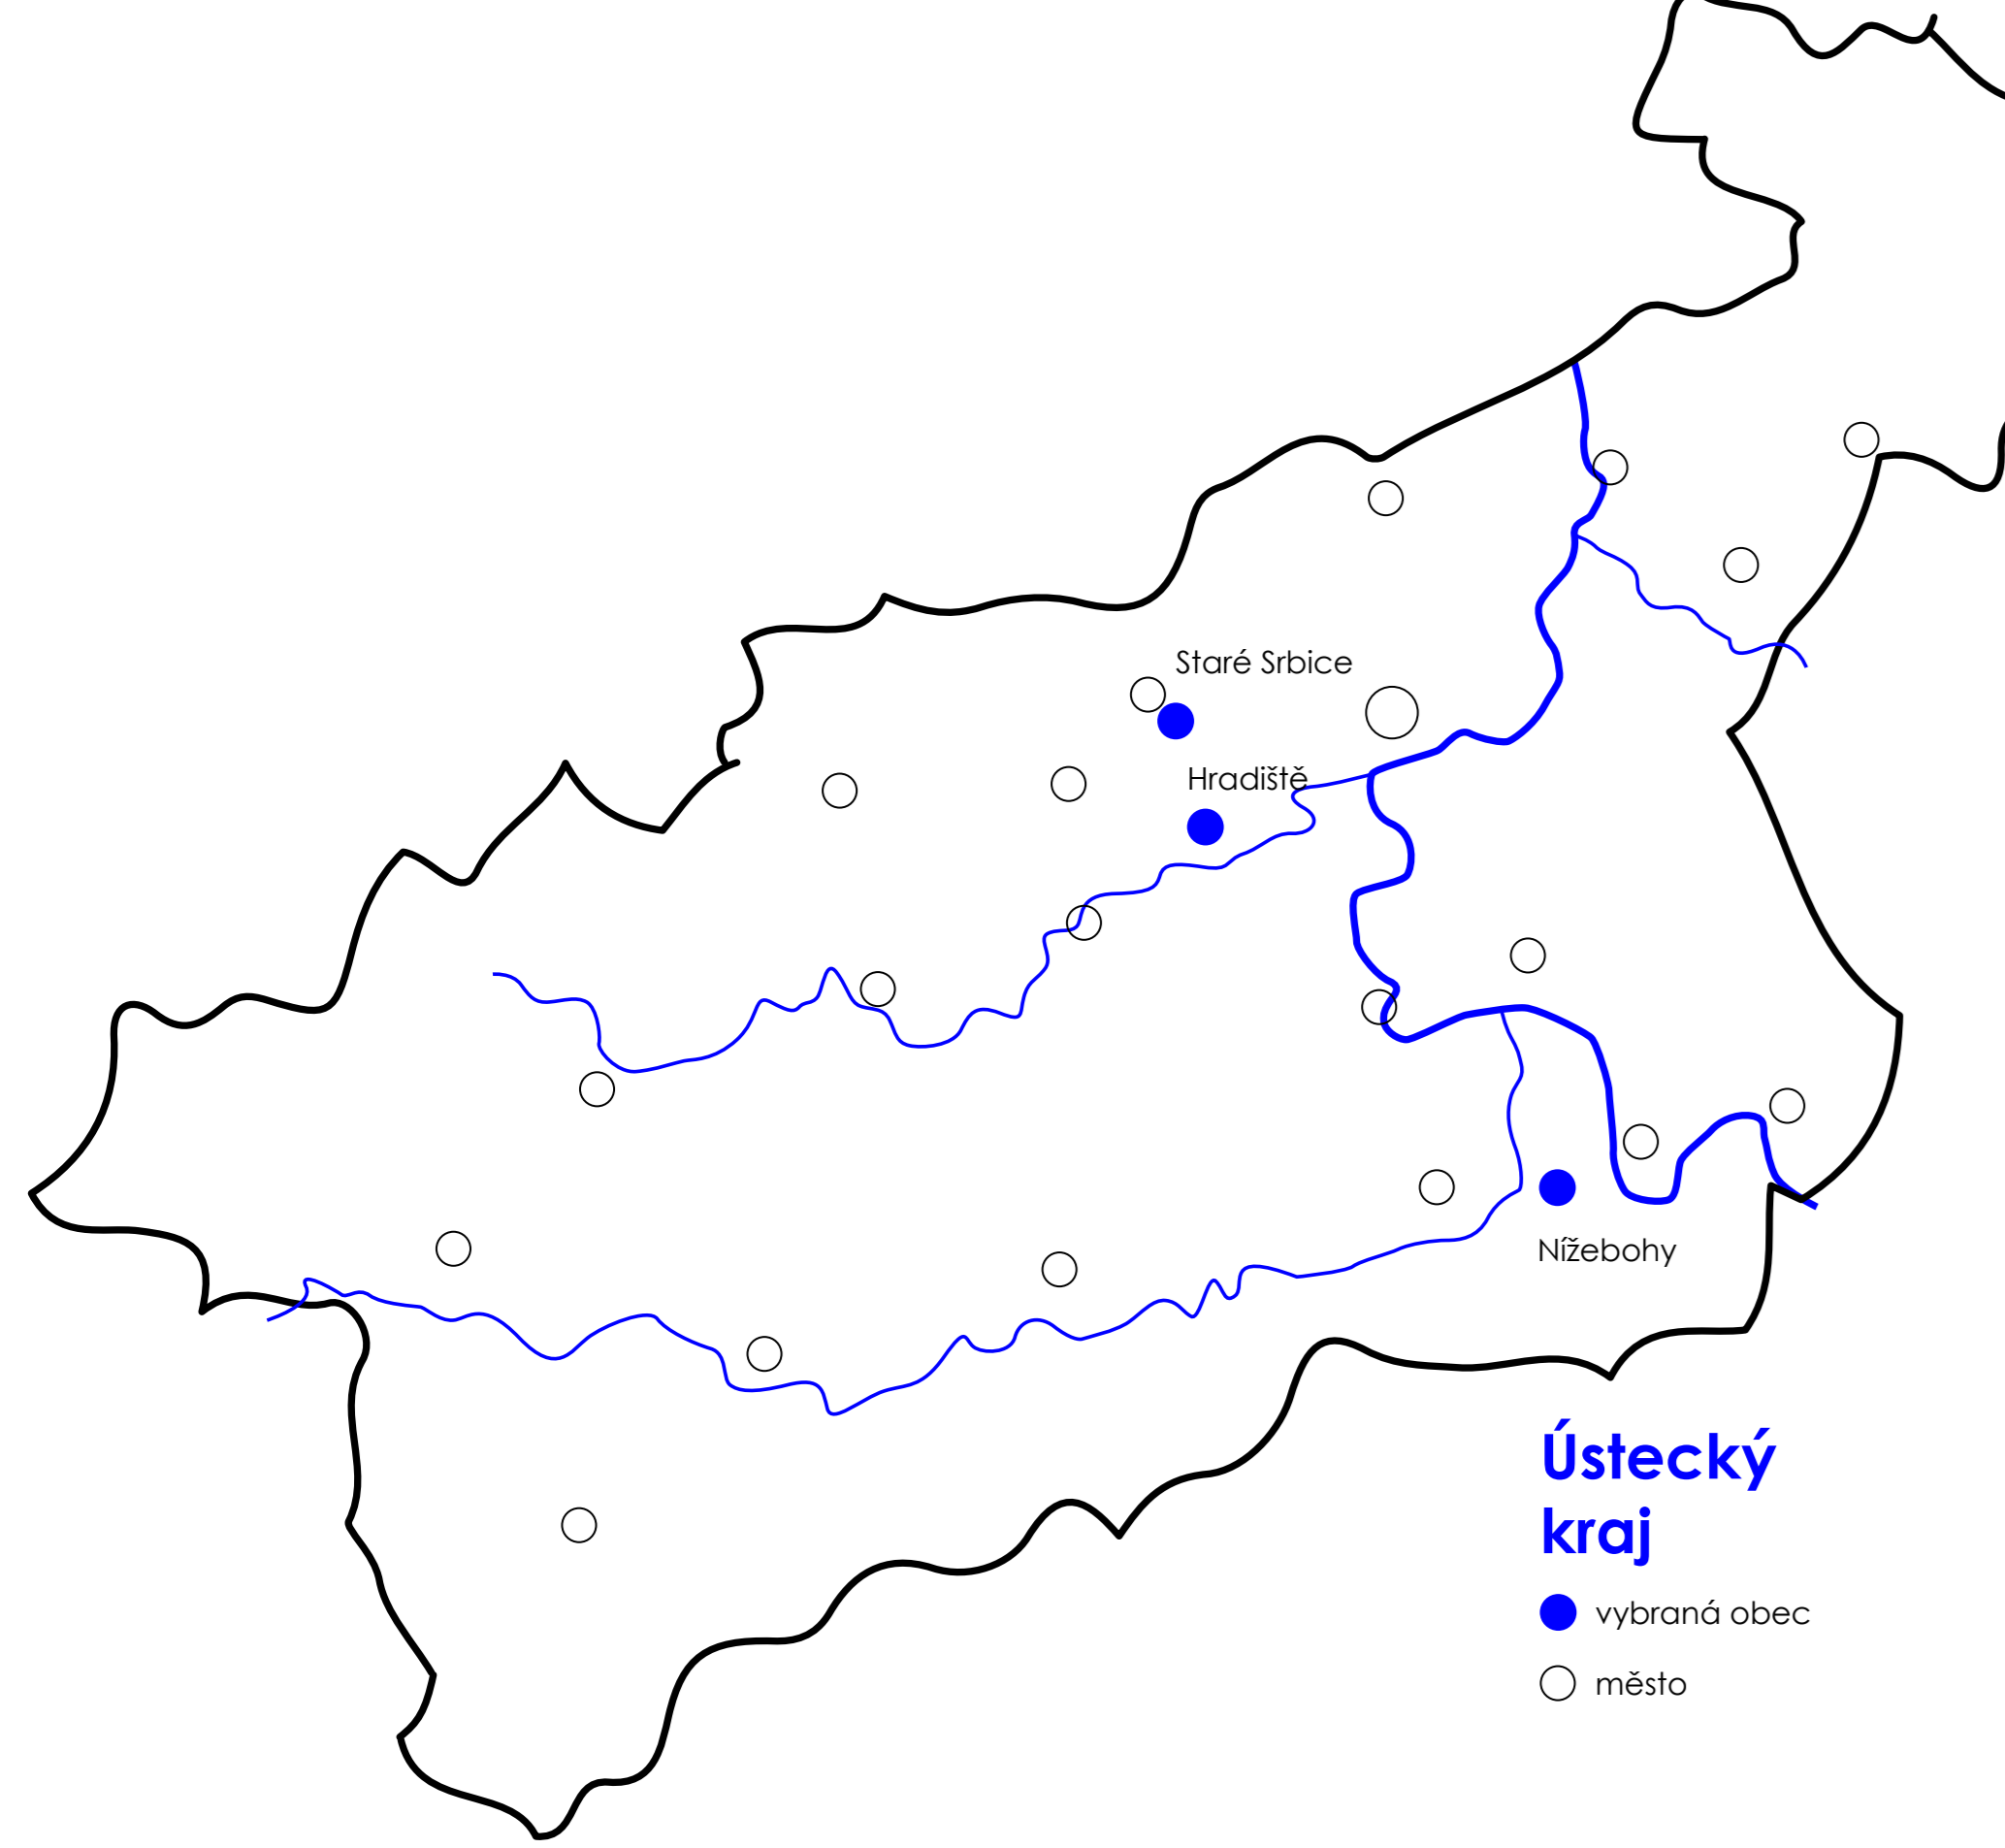 Staré Srbice
Hradiště
Nížebohy
Ústecký
kraj
vybraná obec
město